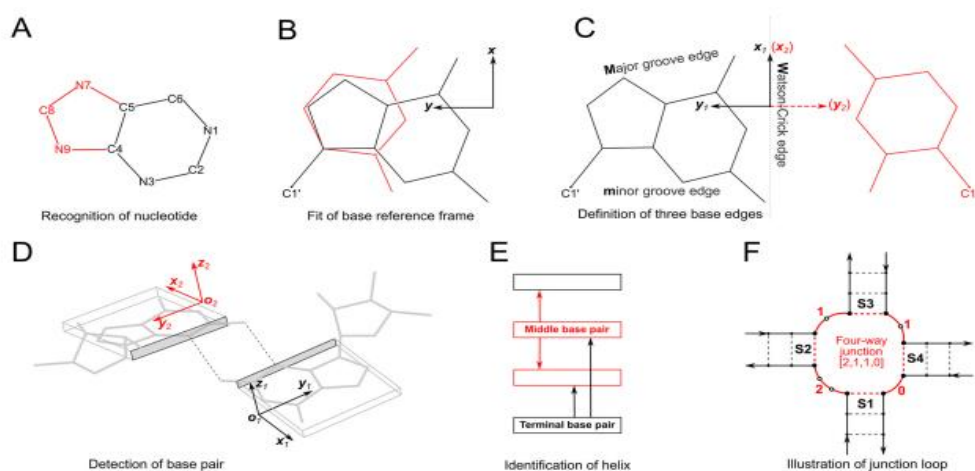 A
N7
C8
C5
C6
N1
N9
C4
N3
C2
Recognition of nucleotide
B
x
y
C1'
Fit of base reference frame
C
x1 (x2)
Major groove edge
Watson-Crick edge
y1
(y2)
minor groove edge
C1'
C1
Definition of three base edges
D
z2
x2
o2
y2
z1
y1
o1
x1
Detection of base pair
E
Middle base pair
Terminal base pair
Identification of helix
F
S3
1
1
S2
Four-way
junction
[2,1,1,0]
S4
2
0
S1
Illustration of junction loop